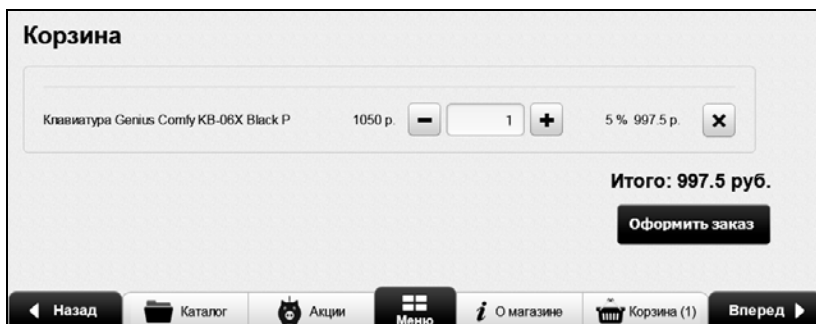 Корзина
Клавиатура Genius Comfy KB-06X Black P 1050 р. 1 5 % 997.5 р.
Итого: 997.5 руб.
Оформить заказ
Назад Каталог Акции Меню О магазине Корзина (1) Вперед